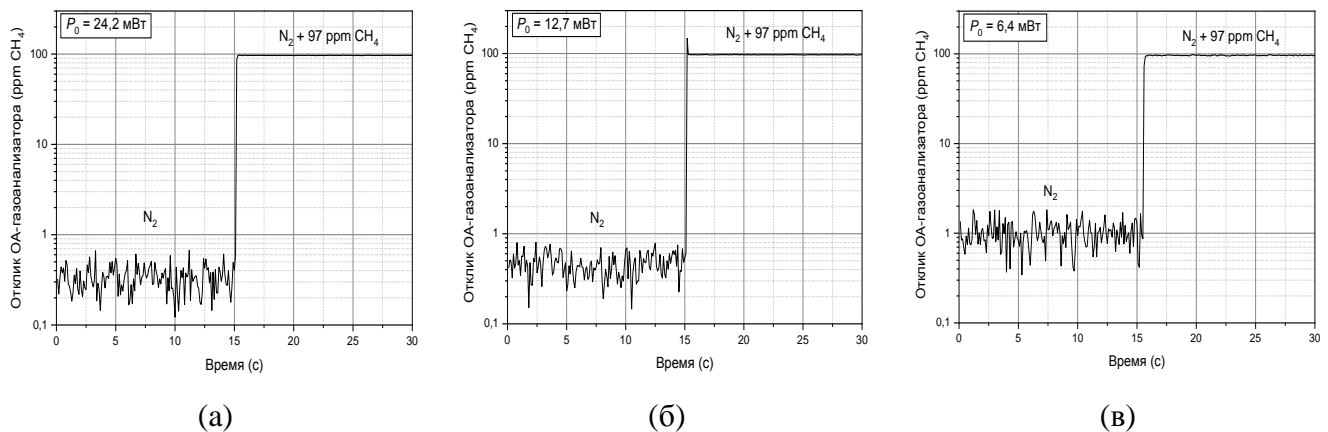 P₀ = 24,2 мВт
N₂ + 97 ppm CH₄
N₂
Отклик ОА-газоанализатора (ppm CH₄)
100
10
1
0,1
0 5 10 15 20 25 30
Время (с)
(а)
P₀ = 12,7 мВт
N₂ + 97 ppm CH₄
N₂
Отклик ОА-газоанализатора (ppm CH₄)
100
10
1
0,1
0 5 10 15 20 25 30
Время (с)
(б)
P₀ = 6,4 мВт
N₂ + 97 ppm CH₄
N₂
Отклик ОА-газоанализатора (ppm CH₄)
100
10
1
0,1
0 5 10 15 20 25 30
Время (с)
(в)